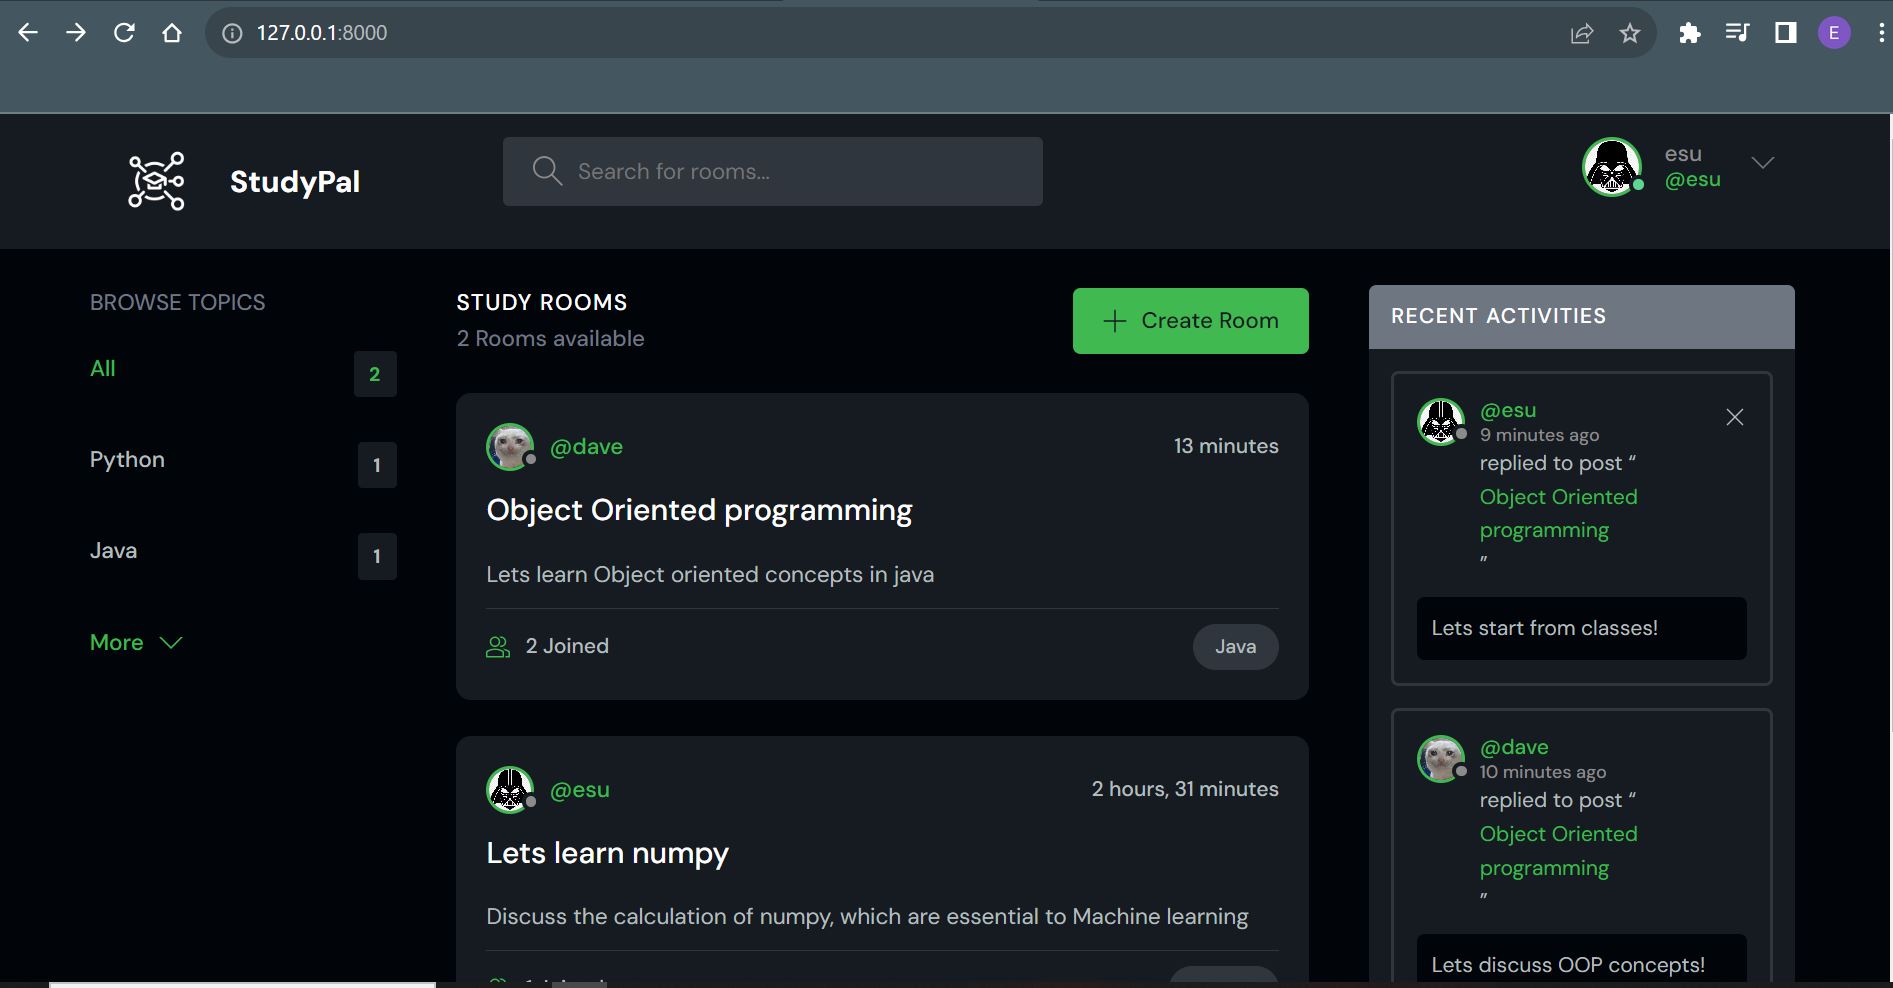 127.0.0.1:8000
E
StudyPal
Search for rooms...
esu
@esu
BROWSE TOPICS
All 2
Python 1
Java 1
More
STUDY ROOMS
2 Rooms available
Create Room
@dave 13 minutes
Object Oriented programming
Lets learn Object oriented concepts in java
2 Joined Java
@esu 2 hours, 31 minutes
Lets learn numpy
Discuss the calculation of numpy, which are essential to Machine learning
RECENT ACTIVITIES
@esu
9 minutes ago
replied to post “
Object Oriented
programming
”
Lets start from classes!
@dave
10 minutes ago
replied to post “
Object Oriented
programming
”
Lets discuss OOP concepts!